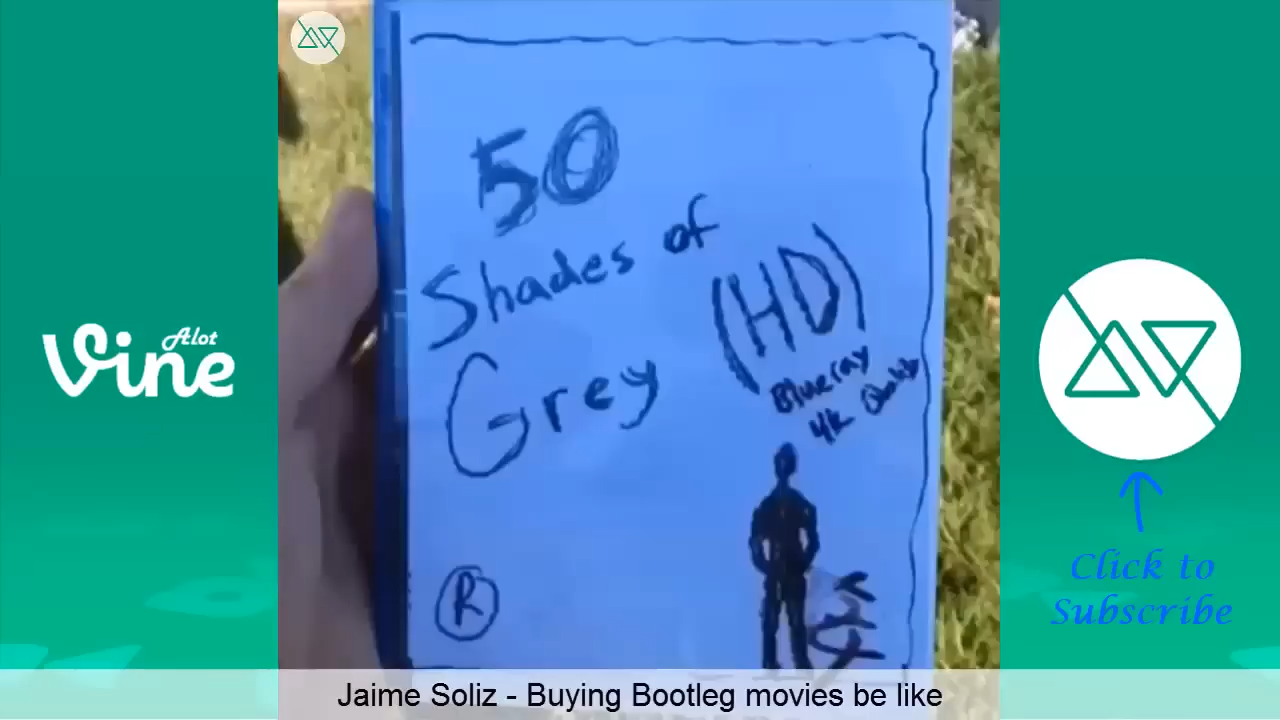 50
Shades of
Grey
(HD)
Blueray
4k
R
Vine
Alot
Click to
Subscribe
Jaime Soliz - Buying Bootleg movies be like